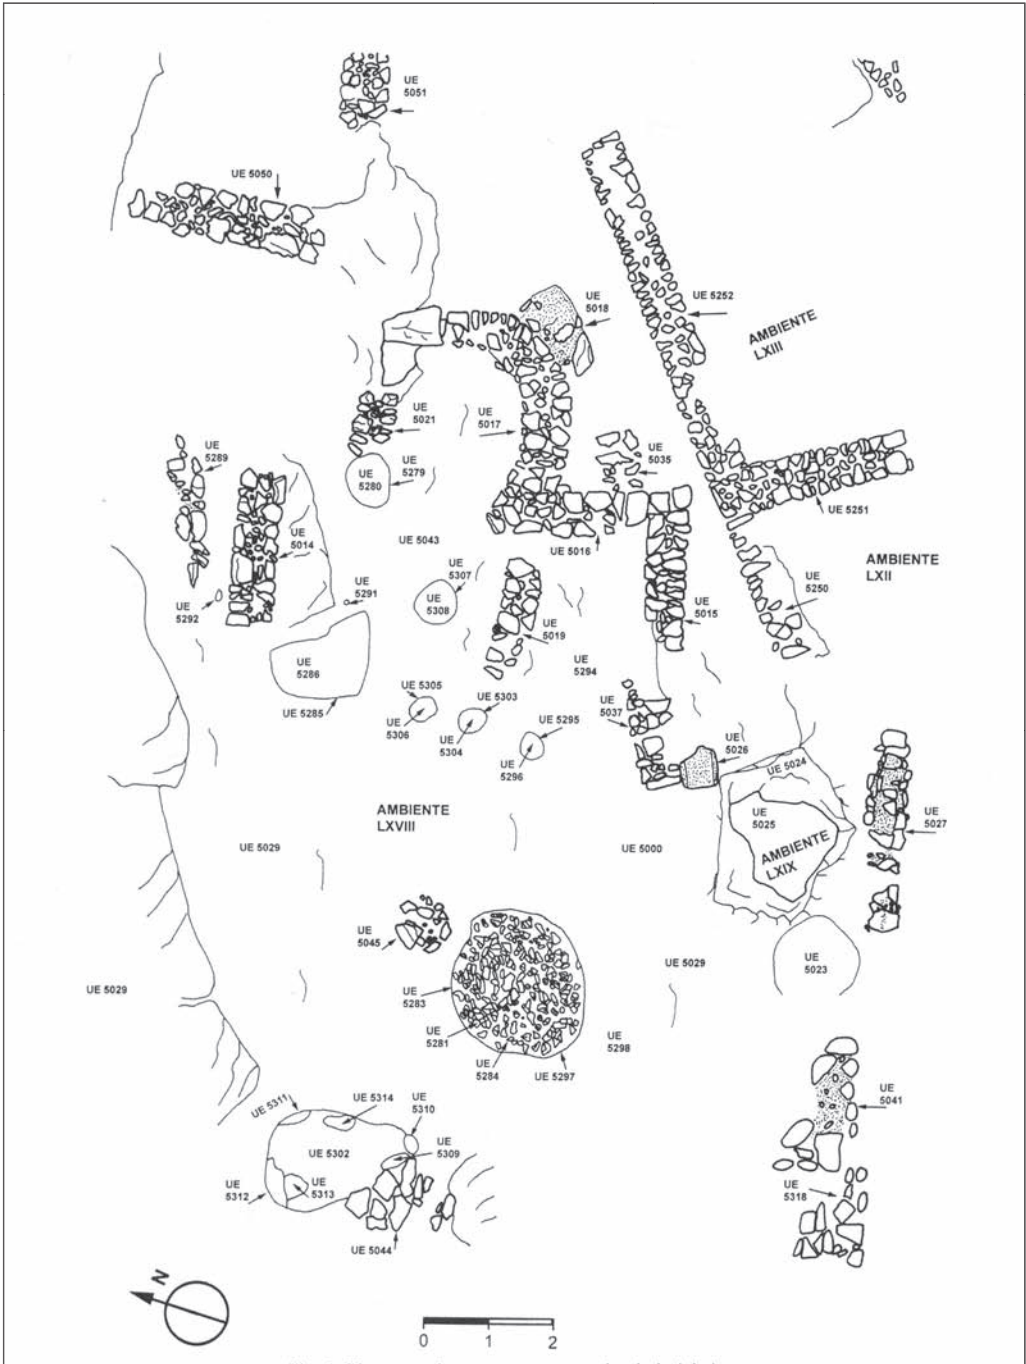 UE
5051
UE 5050
UE
5018
UE 5252
AMBIENTE
LXIII
UE
5021
UE
5017
UE
5035
UE
5289
UE
5279
UE
5280
UE 5251
UE
5014
UE 5043
UE 5016
AMBIENTE
LXII
UE
5307
UE
5291
UE
5292
UE
5308
UE
5250
UE
5015
UE
5019
UE
5286
UE
5294
UE 5305
UE 5303
UE 5285
UE
5306
UE
5304
UE 5295
UE
5037
UE
5296
UE
5026
UE 5024
AMBIENTE
LXVIII
UE
5025
UE
5027
UE 5029
UE 5000
AMBIENTE
LXIX
UE
5045
UE 5029
UE
5023
UE 5029
UE
5283
UE
5281
UE
5284
UE 5297
UE
5298
UE 5311
UE 5314
UE
5310
UE
5041
UE 5302
UE
5309
UE
5312
UE
5313
UE
5318
UE 5044
N
0 1 2